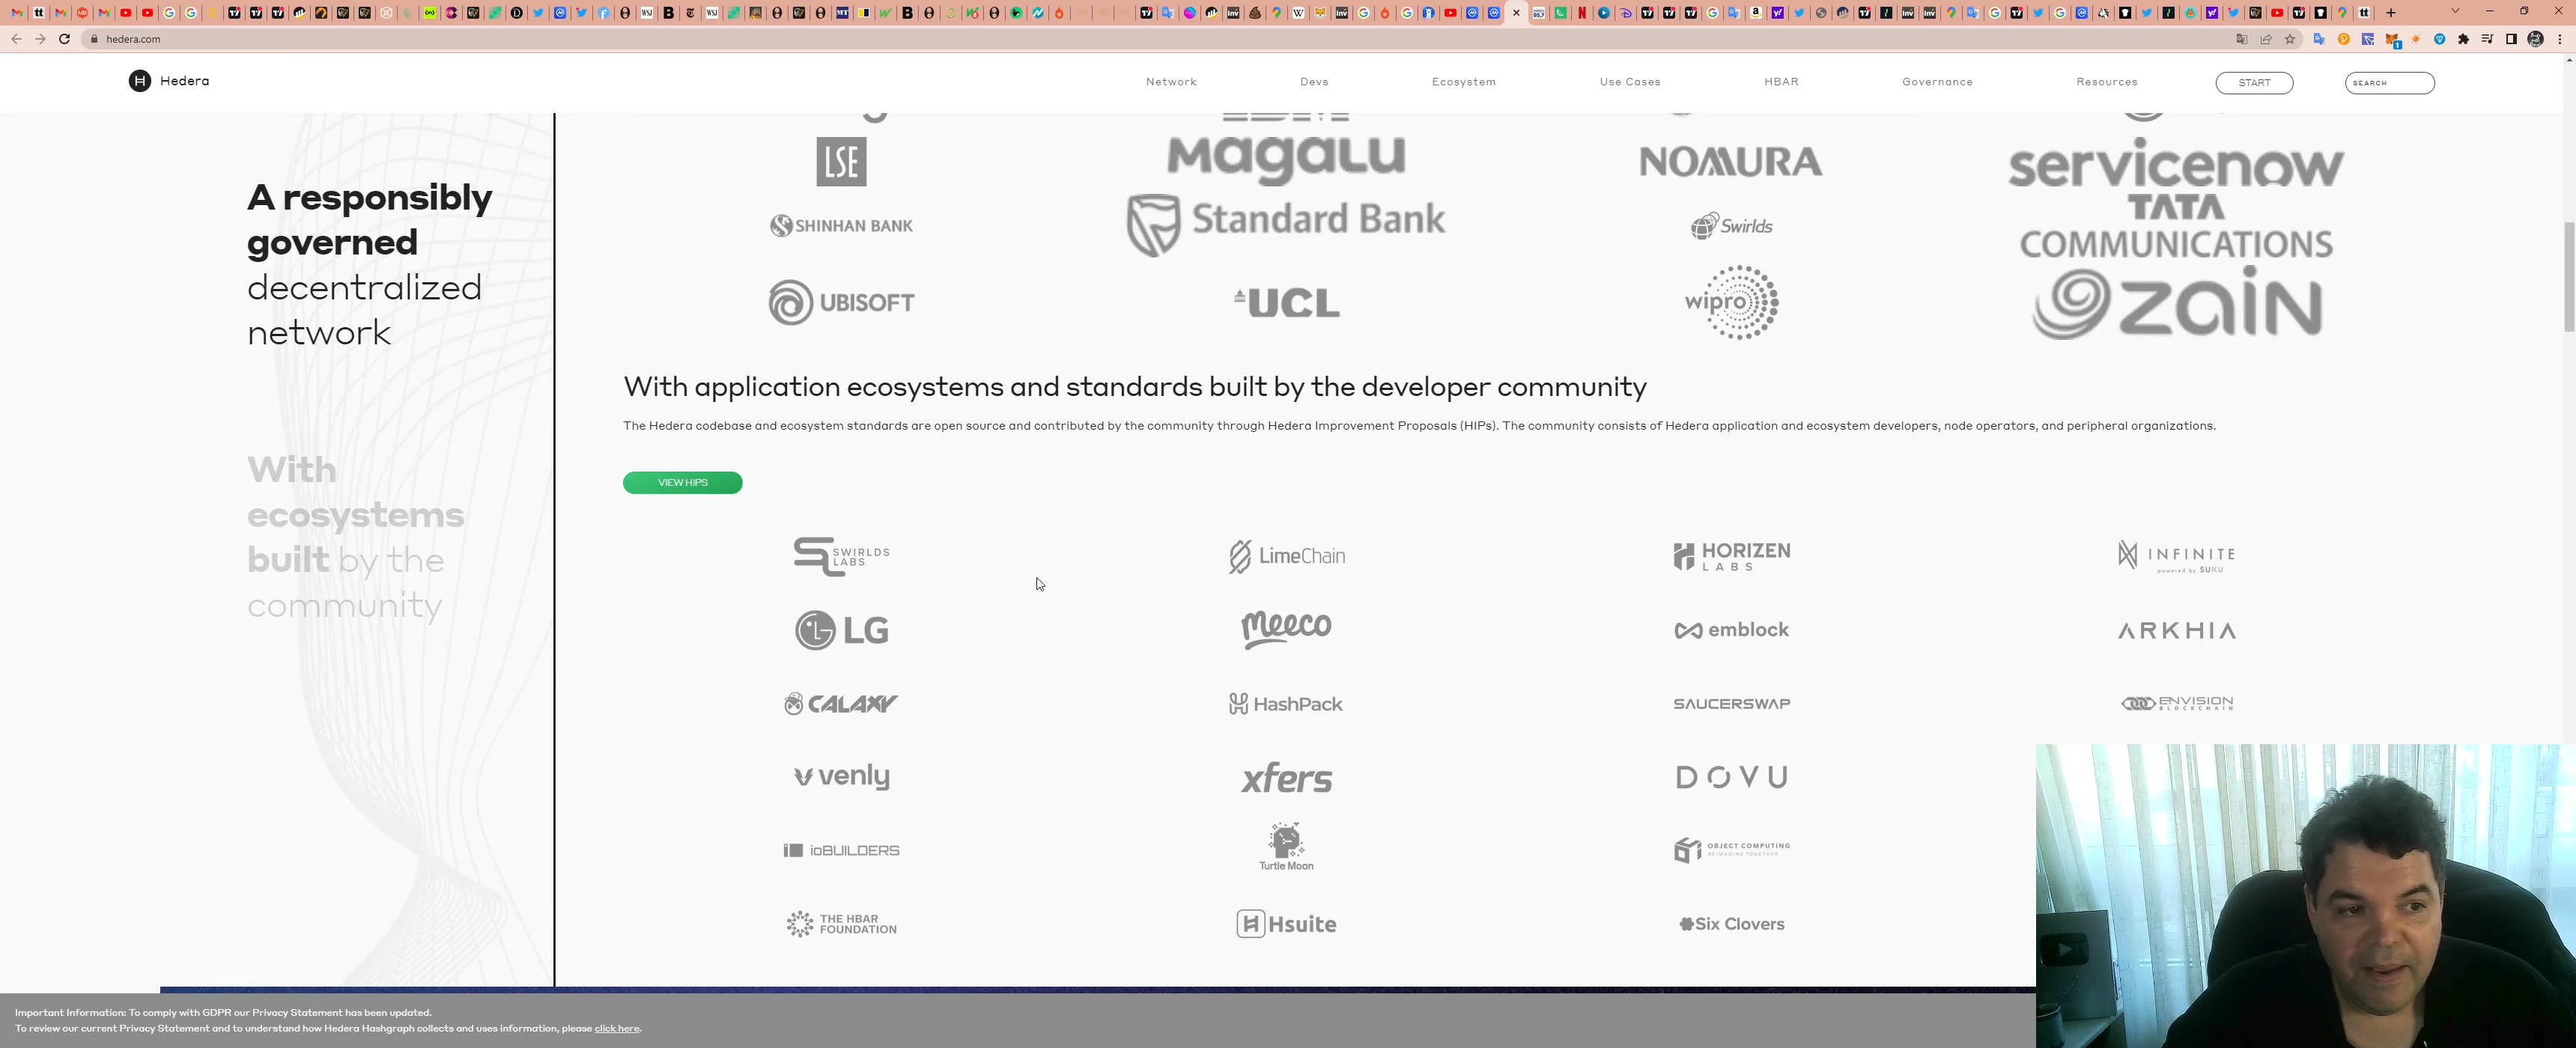 hedera.com
Hedera
Network
Devs
Ecosystem
Use Cases
HBAR
Governance
Resources
START
SEARCH
A responsibly
governed
decentralized
network
With
ecosystems
built by the
community
LSE
magalu
NOMURA
servicenow
SHINHAN BANK
Standard Bank
Swirlds
TATA
COMMUNICATIONS
UBISOFT
UCL
wipro
zain
With application ecosystems and standards built by the developer community
The Hedera codebase and ecosystem standards are open source and contributed by the community through Hedera Improvement Proposals (HIPs). The community consists of Hedera application and ecosystem developers, node operators, and peripheral organizations.
VIEW HIPS
SWIRLDS
LABS
LimeChain
HORIZEN
LABS
INFINITE
powered by SUKU
LG
meeco
emblock
ARKHIA
CALAXY
HashPack
SAUCERSWAP
ENVISION
BLOCKCHAIN
venly
xfers
DOVU
ioBUILDERS
Turtle Moon
OBJECT COMPUTING
REIMAGINE TOGETHER
THE HBAR
FOUNDATION
Hsuite
Six Clovers
Important Information: To comply with GDPR our Privacy Statement has been updated.
To review our current Privacy Statement and to understand how Hedera Hashgraph collects and uses information, please click here.